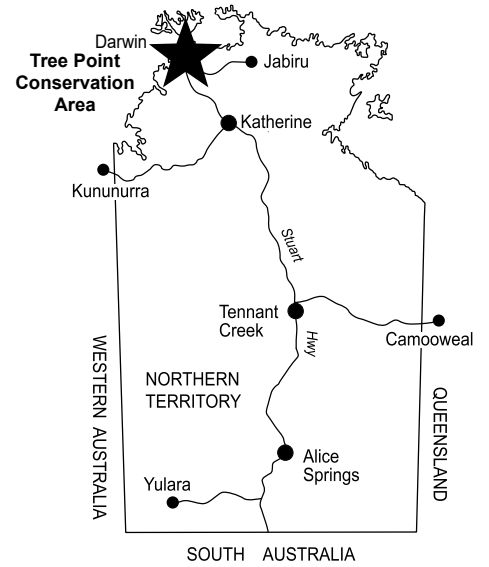 Darwin
Tree Point
Conservation
Area
Jabiru
Katherine
Kununurra
Stuart
Tennant
Creek
Hwy
Camooweal
WESTERN AUSTRALIA
NORTHERN
TERRITORY
QUEENSLAND
Alice
Springs
Yulara
SOUTH AUSTRALIA